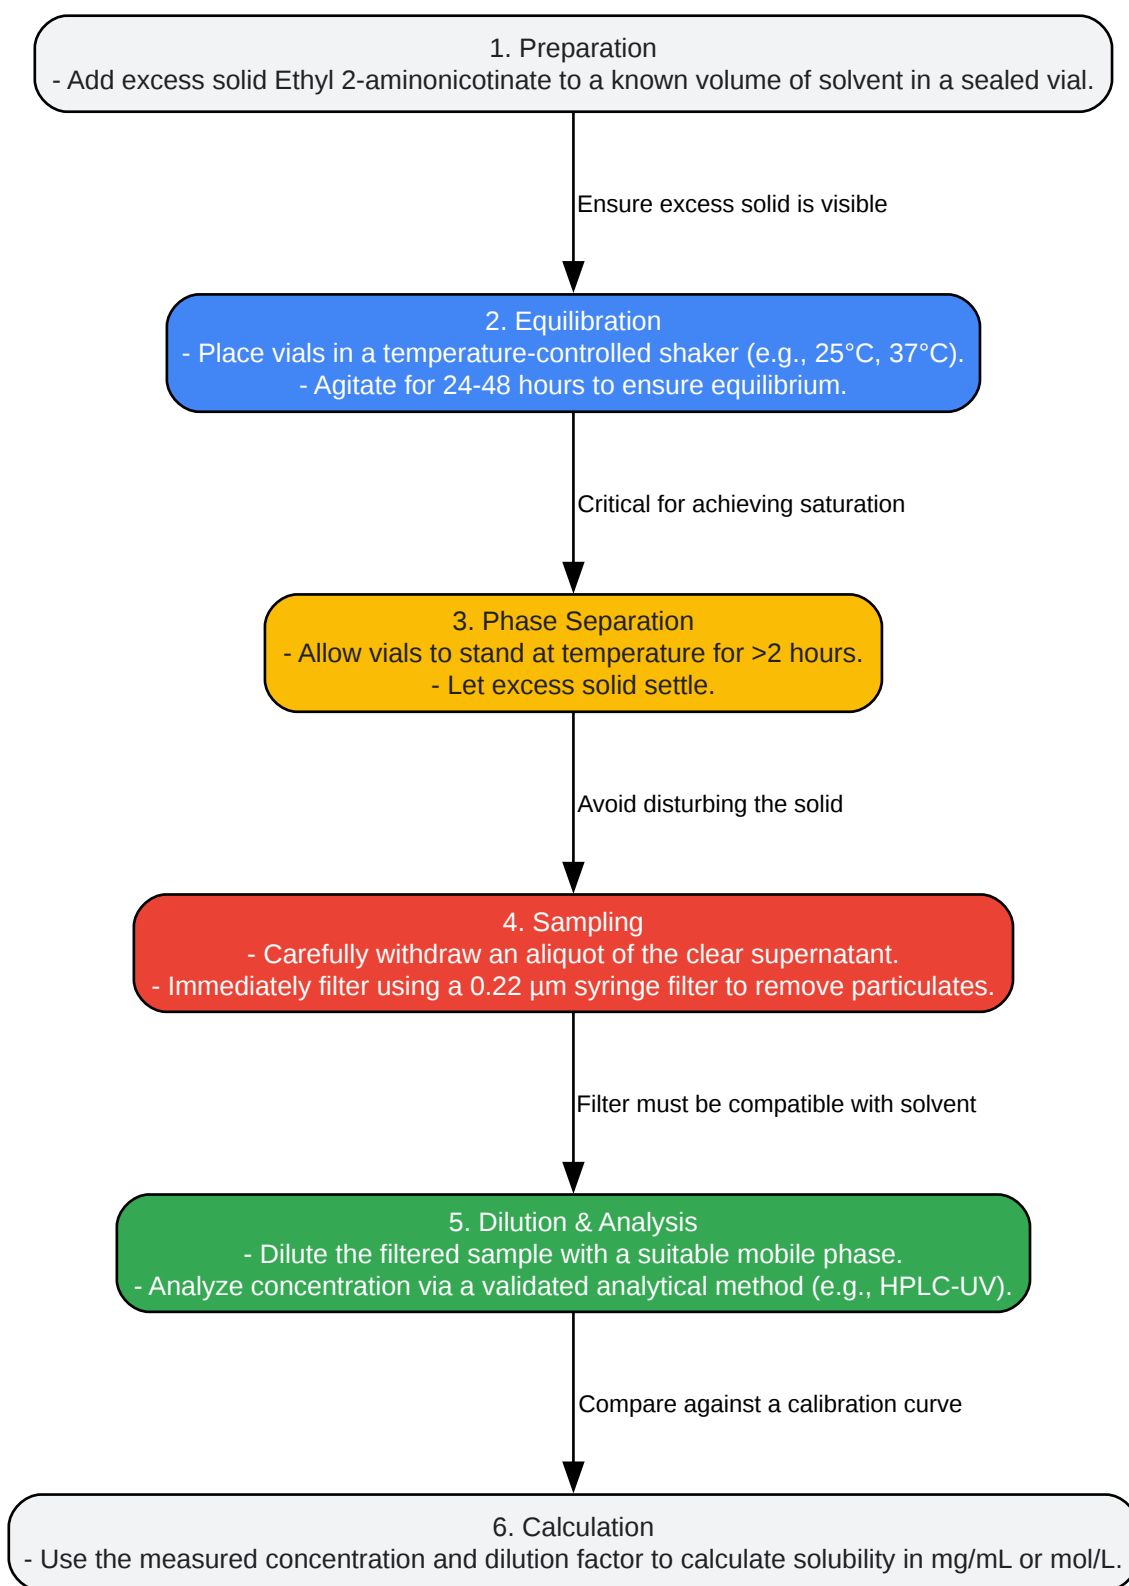 1. Preparation
- Add excess solid Ethyl 2-aminonicotinate to a known volume of solvent in a sealed vial.
Ensure excess solid is visible
2. Equilibration
- Place vials in a temperature-controlled shaker (e.g., 25°C, 37°C).
- Agitate for 24-48 hours to ensure equilibrium.
Critical for achieving saturation
3. Phase Separation
- Allow vials to stand at temperature for >2 hours.
- Let excess solid settle.
Avoid disturbing the solid
4. Sampling
- Carefully withdraw an aliquot of the clear supernatant.
- Immediately filter using a 0.22 µm syringe filter to remove particulates.
Filter must be compatible with solvent
5. Dilution & Analysis
- Dilute the filtered sample with a suitable mobile phase.
- Analyze concentration via a validated analytical method (e.g., HPLC-UV).
Compare against a calibration curve
6. Calculation
- Use the measured concentration and dilution factor to calculate solubility in mg/mL or mol/L.